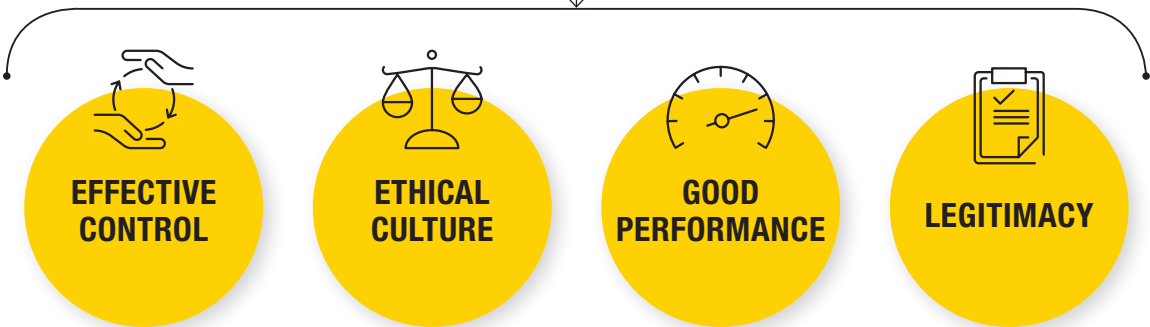 EFFECTIVE
CONTROL
ETHICAL
CULTURE
GOOD
PERFORMANCE
LEGITIMACY